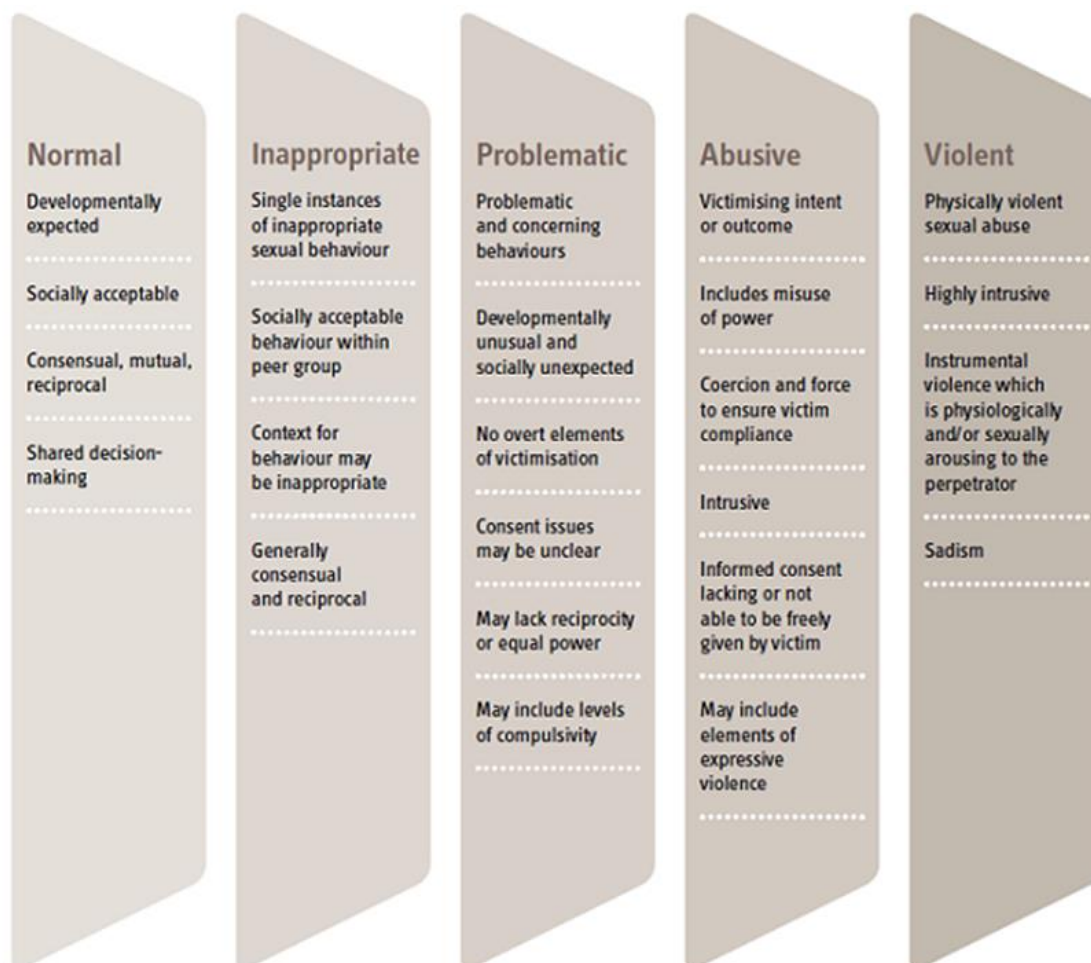 Normal
Developmentally
expected
Socially acceptable
Consensual, mutual,
reciprocal
Shared decision-
making
Inappropriate
Single instances
of inappropriate
sexual behaviour
Socially acceptable
behaviour within
peer group
Context for
behaviour may
be inappropriate
Generally
consensual
and reciprocal
Problematic
Problematic
and concerning
behaviours
Developmentally
unusual and
socially unexpected
No overt elements
of victimisation
Consent issues
may be unclear
May lack reciprocity
or equal power
May include levels
of compulsivity
Abusive
Victimising intent
or outcome
Includes misuse
of power
Coercion and force
to ensure victim
compliance
Intrusive
Informed consent
lacking or not
able to be freely
given by victim
May include
elements of
expressive
violence
Violent
Physically violent
sexual abuse
Highly intrusive
Instrumental
violence which
is physiologically
and/or sexually
arousing to the
perpetrator
Sadism